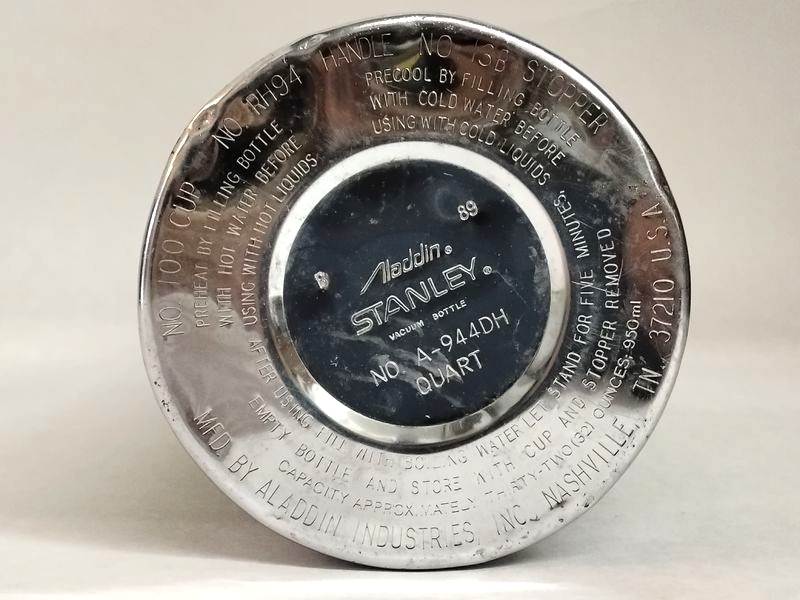 NO. 100 CUP NO. RH94 HANDLE NO 13B STOPPER
PREHEAT BY FILLING BOTTLE
WITH HOT WATER BEFORE
USING WITH HOT LIQUIDS
PRECOOL BY FILLING BOTTLE
WITH COLD WATER BEFORE
USING WITH COLD LIQUIDS
89
Aladdin®
STANLEY®
VACUUM BOTTLE
NO. A-944DH
QUART
AFTER USING FILL WITH BOILING WATER LET STAND FOR FIVE MINUTES,
EMPTY BOTTLE AND STORE WITH CUP AND STOPPER REMOVED
CAPACITY APPROXIMATELY THIRTY-TWO (32) OUNCES; 950ml
MFD. BY ALADDIN INDUSTRIES, INC. NASHVILLE, TN 37210 U.S.A.